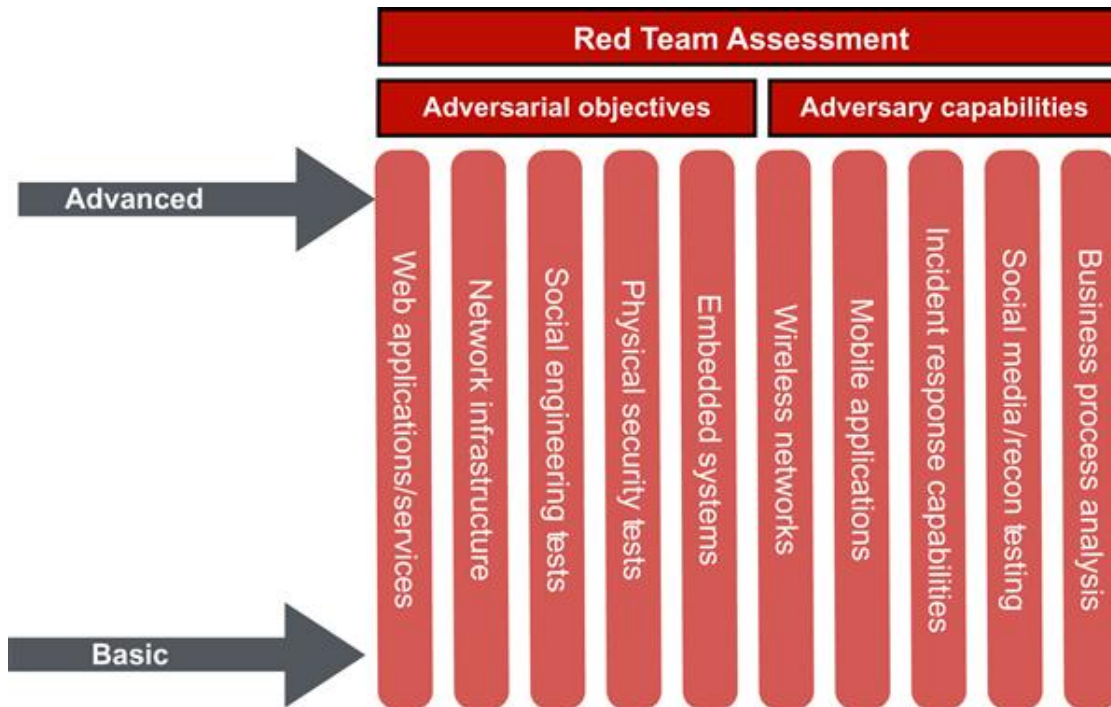 Red Team Assessment
Adversarial objectives
Adversary capabilities
Advanced
Basic
Web applications/services
Network infrastructure
Social engineering tests
Physical security tests
Embedded systems
Wireless networks
Mobile applications
Incident response capabilities
Social media/recon testing
Business process analysis